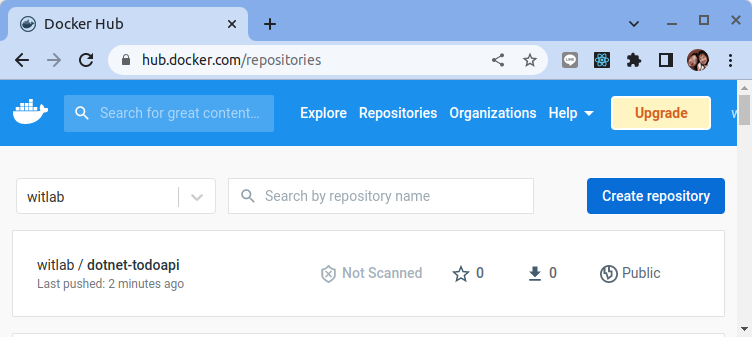 Docker Hub
hub.docker.com/repositories
Search for great content...
Explore Repositories Organizations Help Upgrade w
witlab Search by repository name Create repository
witlab / dotnet-todoapi Not Scanned 0 0 Public
Last pushed: 2 minutes ago